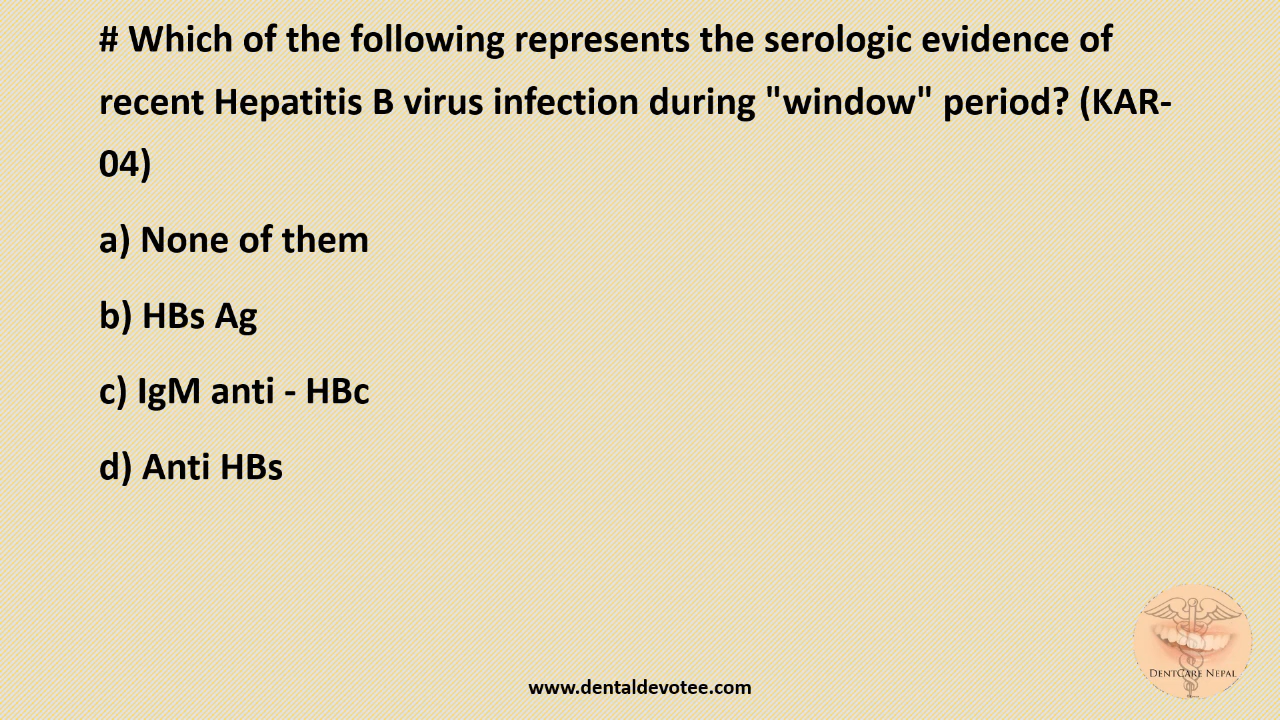 # Which of the following represents the serologic evidence of
recent Hepatitis B virus infection during "window" period? (KAR-
04)
a) None of them
b) HBs Ag
c) IgM anti - HBc
d) Anti HBs
DENTCARE NEPAL
www.dentaldevotee.com